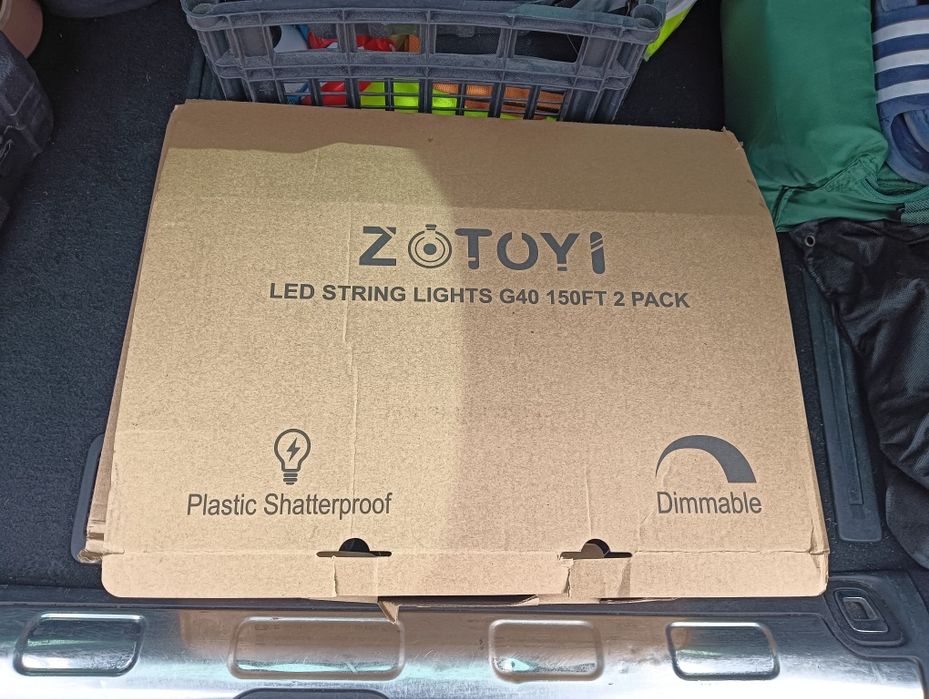 ZOTOYI
LED STRING LIGHTS G40 150FT 2 PACK
Plastic Shatterproof
Dimmable